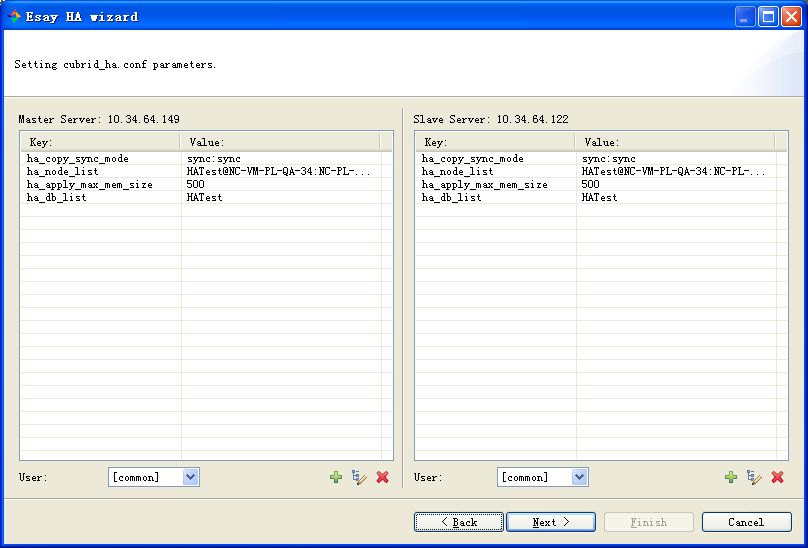 Esay HA wizard
Setting cubrid_ha.conf parameters.
Master Server: 10.34.64.149
Key: Value:
ha_copy_sync_mode sync:sync
ha_node_list HATest@NC-VM-PL-QA-34:NC-PL-...
ha_apply_max_mem_size 500
ha_db_list HATest
User: [common]
Slave Server: 10.34.64.122
Key: Value:
ha_copy_sync_mode sync:sync
ha_node_list HATest@NC-VM-PL-QA-34:NC-PL-...
ha_apply_max_mem_size 500
ha_db_list HATest
User: [common]
< Back Next > Finish Cancel